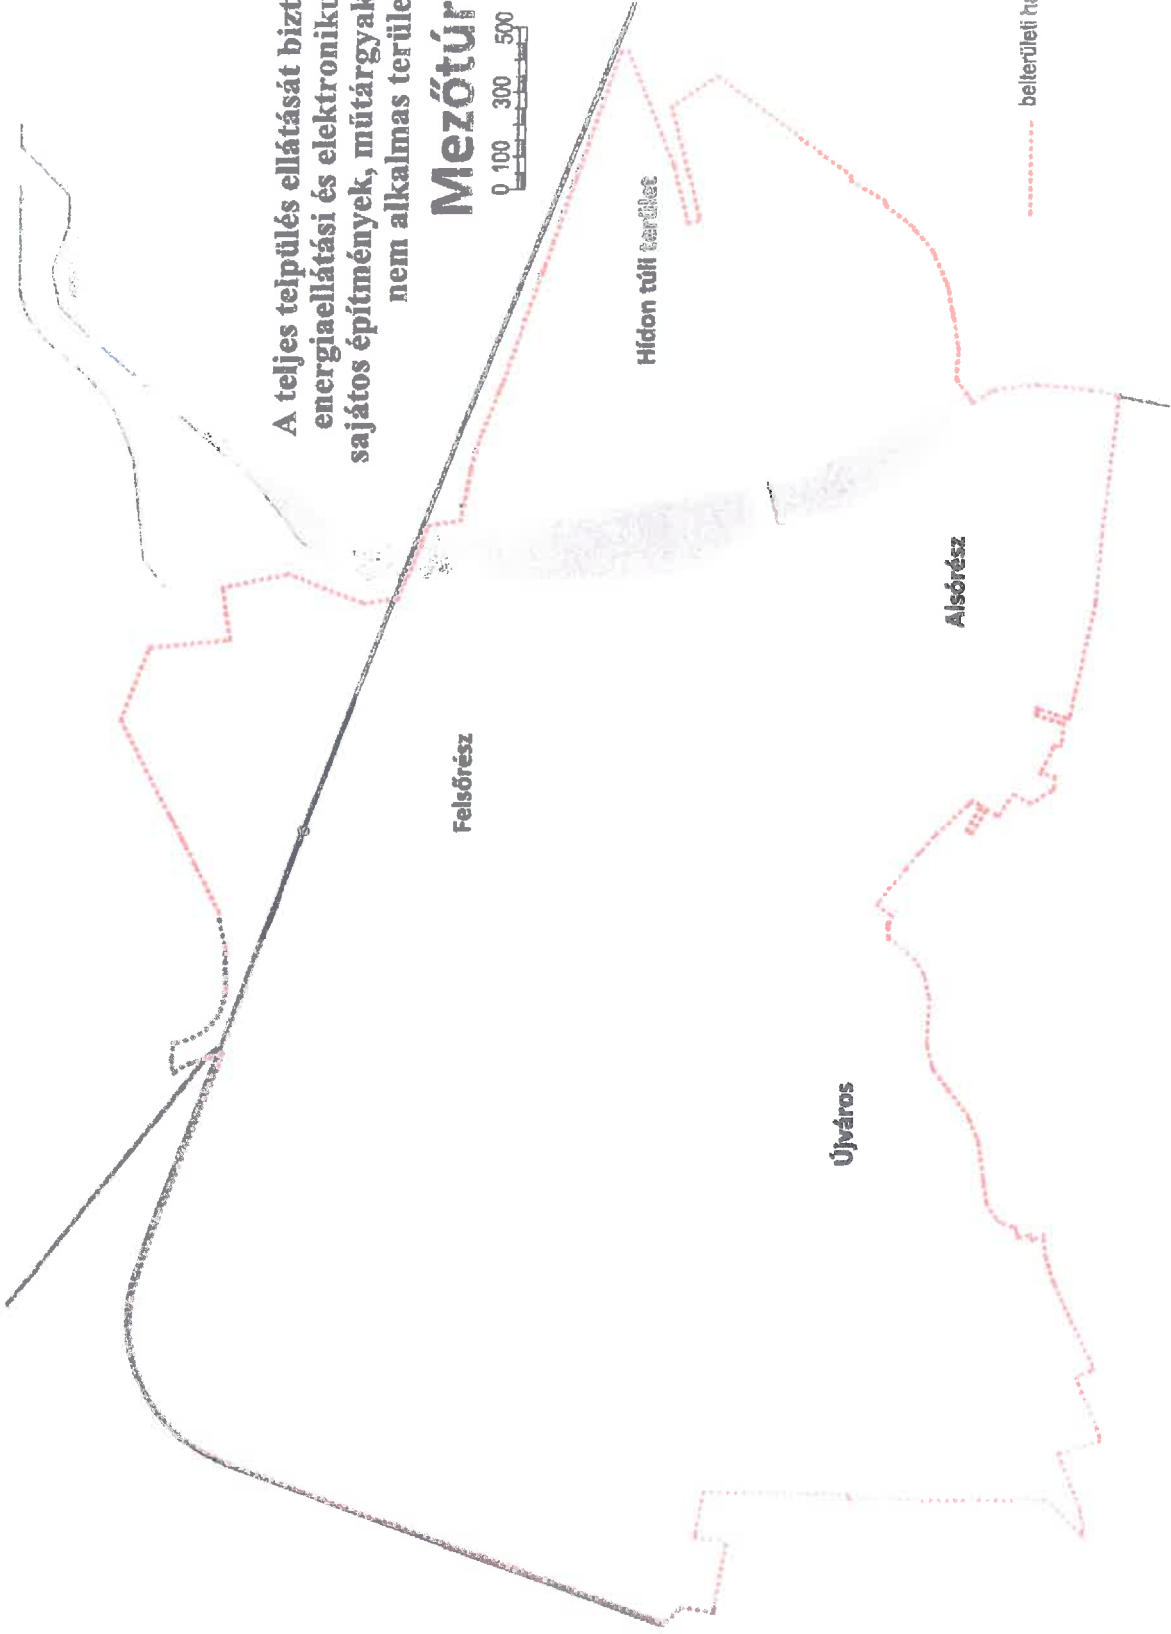 A teljes település ellátását bizt
energiaellátási és elektroniku
sajátos építmények, műtárgyak
nem alkalmas terüle
Mezőtúr
0 100 300 500
Hídon túli terület
Felsőrész
Alsórész
Újváros
belterületi ha